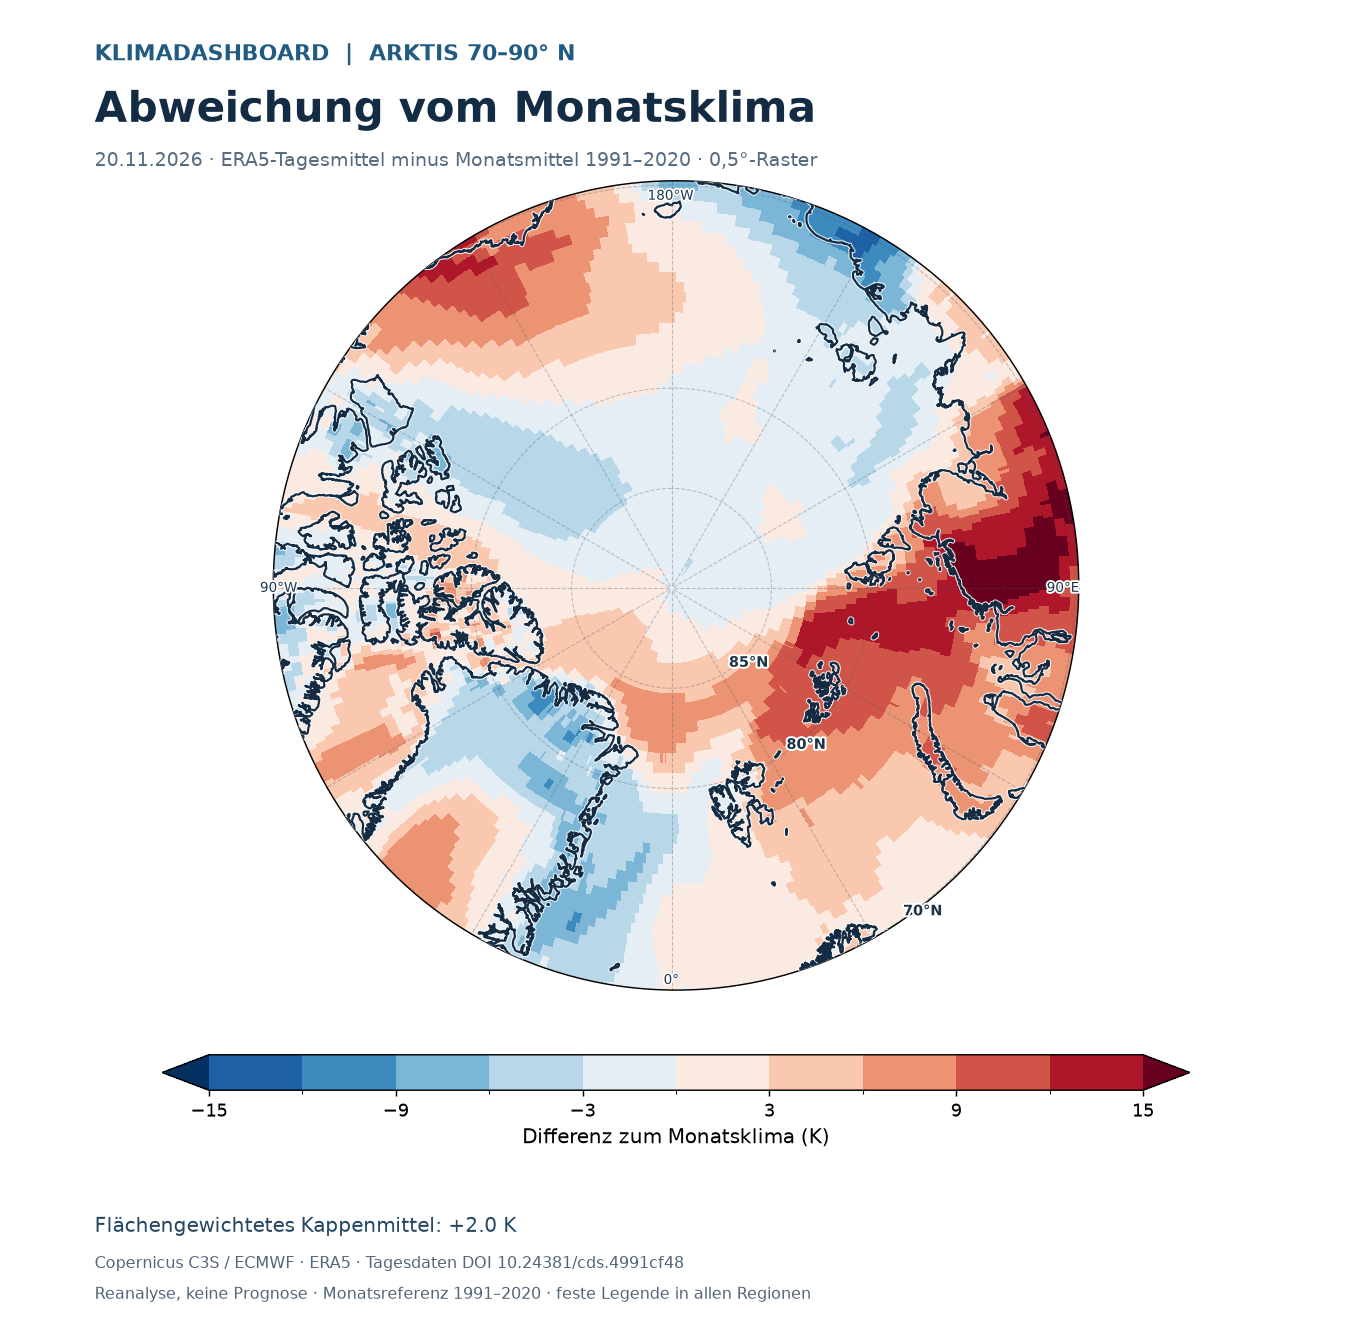 KLIMADASHBOARD | ARKTIS 70–90° N
Abweichung vom Monatsklima
20.11.2026 · ERA5-Tagesmittel minus Monatsmittel 1991–2020 · 0,5°-Raster
180°W
90°W
90°E
85°N
80°N
70°N
0°
−15 −9 −3 3 9 15
Differenz zum Monatsklima (K)
Flächengewichtetes Kappenmittel: +2.0 K
Copernicus C3S / ECMWF · ERA5 · Tagesdaten DOI 10.24381/cds.4991cf48
Reanalyse, keine Prognose · Monatsreferenz 1991–2020 · feste Legende in allen Regionen